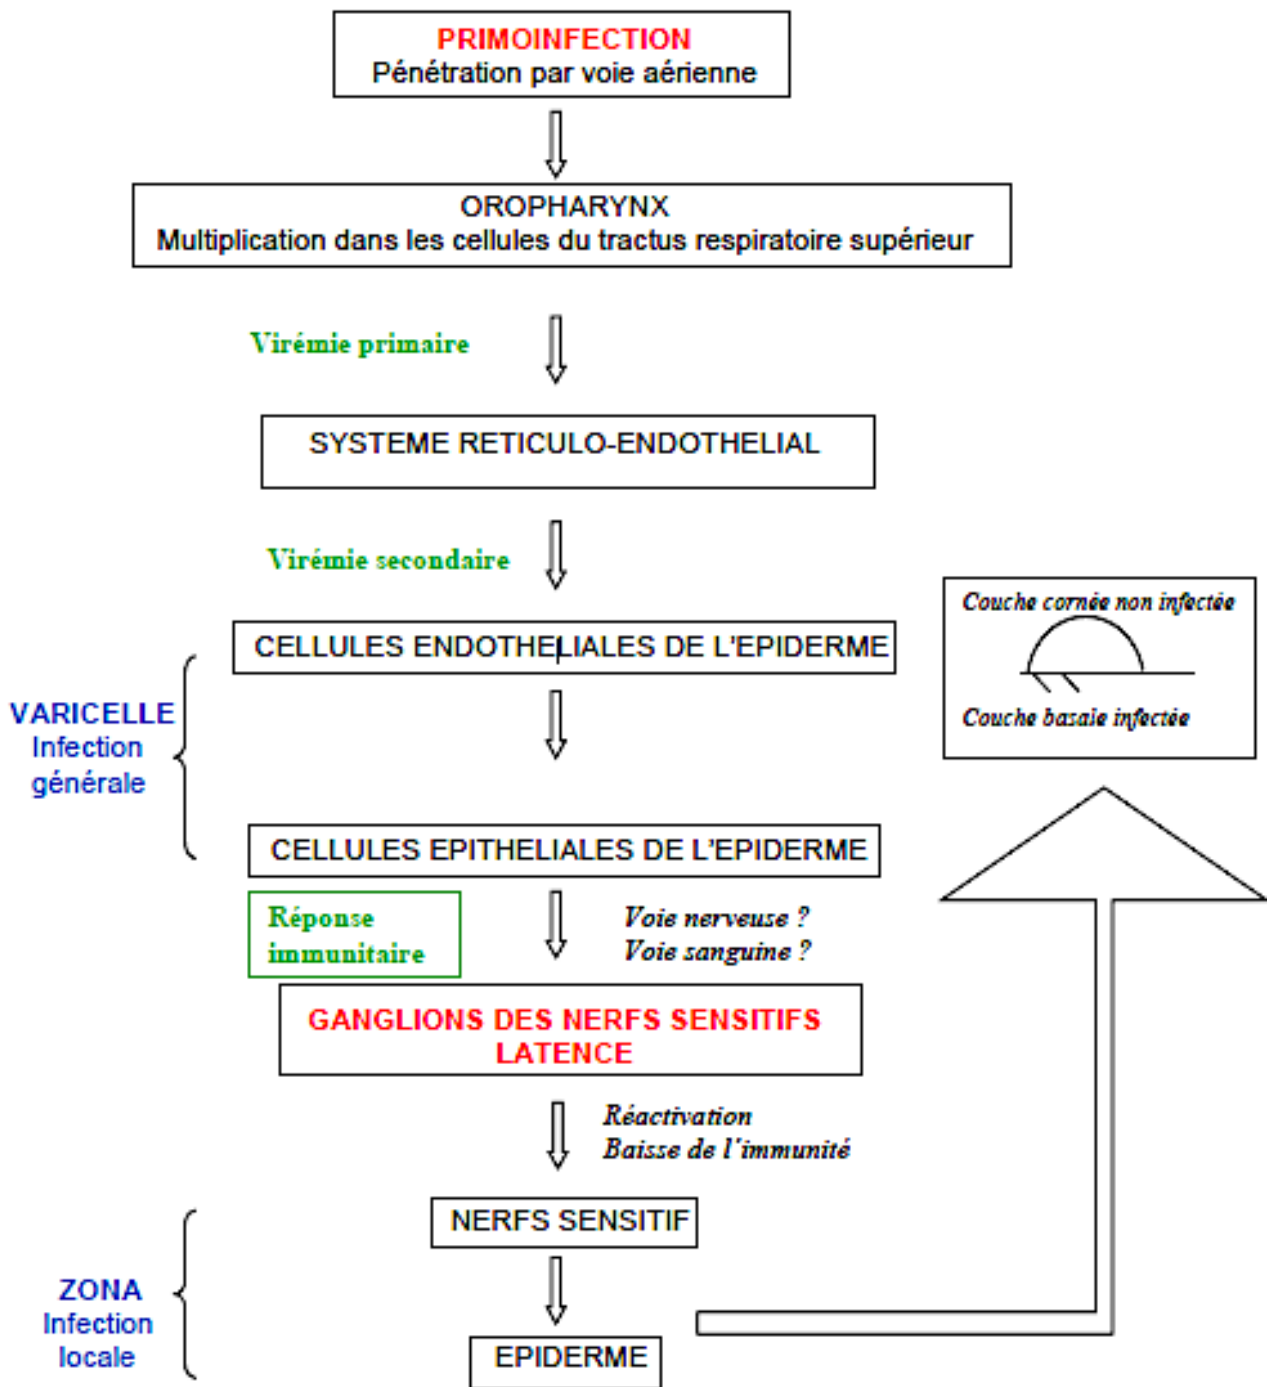 PRIMOINFECTION
Pénétration par voie aérienne
OROPHARYNX
Multiplication dans les cellules du tractus respiratoire supérieur
Virémie primaire
SYSTEME RETICULO-ENDOTHELIAL
Virémie secondaire
CELLULES ENDOTHELIALES DE L'EPIDERME
Couche cornée non infectée
Couche basale infectée
VARICELLE
Infection
générale
CELLULES EPITHELIALES DE L'EPIDERME
Réponse
immunitaire
Voie nerveuse ?
Voie sanguine ?
GANGLIONS DES NERFS SENSITIFS
LATENCE
Réactivation
Baisse de l'immunité
NERFS SENSITIF
ZONA
Infection
locale
EPIDERME